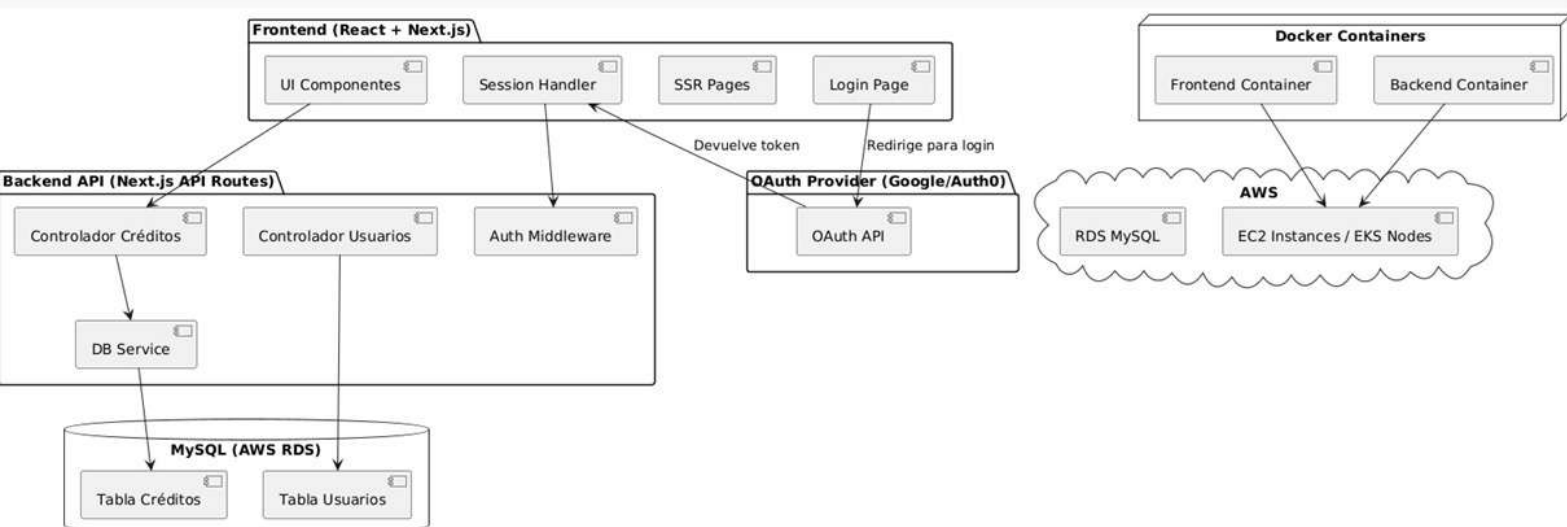 Frontend (React + Next.js)
UI Componentes
Session Handler
SSR Pages
Login Page
Docker Containers
Frontend Container
Backend Container
Devuelve token
Redirige para login
Backend API (Next.js API Routes)
Controlador Créditos
Controlador Usuarios
Auth Middleware
DB Service
OAuth Provider (Google/Auth0)
OAuth API
AWS
RDS MySQL
EC2 Instances / EKS Nodes
MySQL (AWS RDS)
Tabla Créditos
Tabla Usuarios